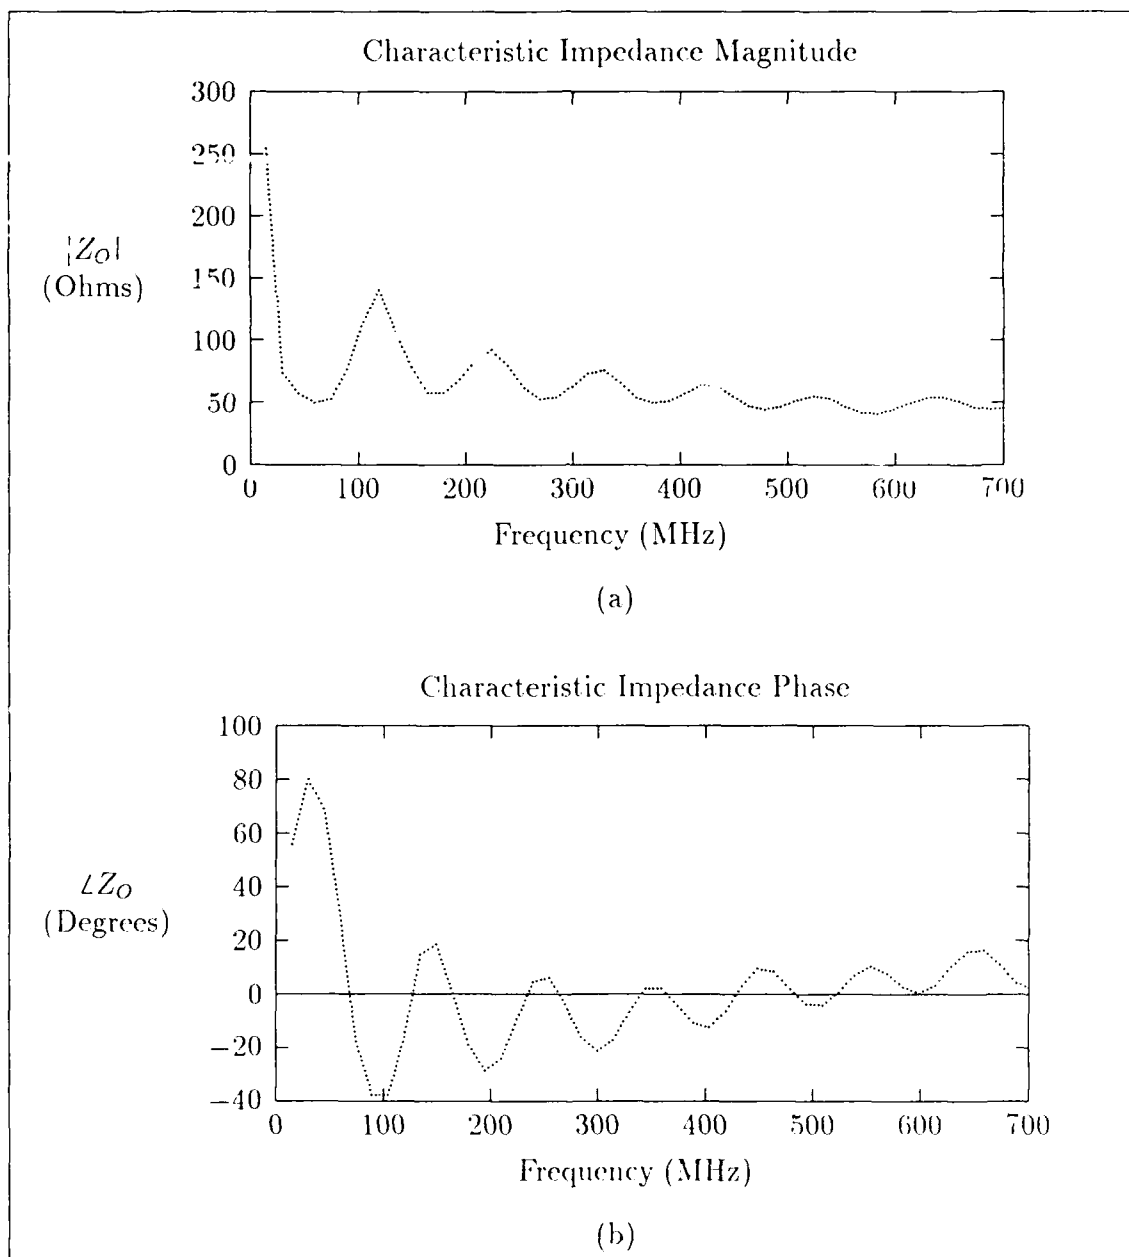 Characteristic Impedance Magnitude
300
250
200
150
100
50
0
|Z_O|
(Ohms)
0 100 200 300 400 500 600 700
Frequency (MHz)
(a)
Characteristic Impedance Phase
100
80
60
40
20
0
−20
−40
∠Z_O
(Degrees)
0 100 200 300 400 500 600 700
Frequency (MHz)
(b)